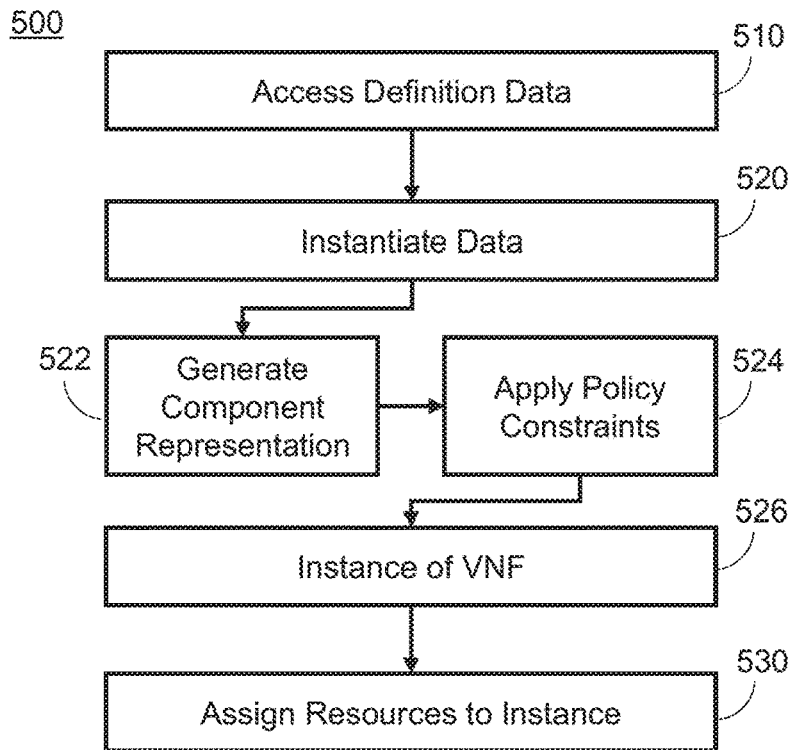 500
510
Access Definition Data
520
Instantiate Data
522
Generate
Component
Representation
Apply Policy
Constraints
524
526
Instance of VNF
530
Assign Resources to Instance